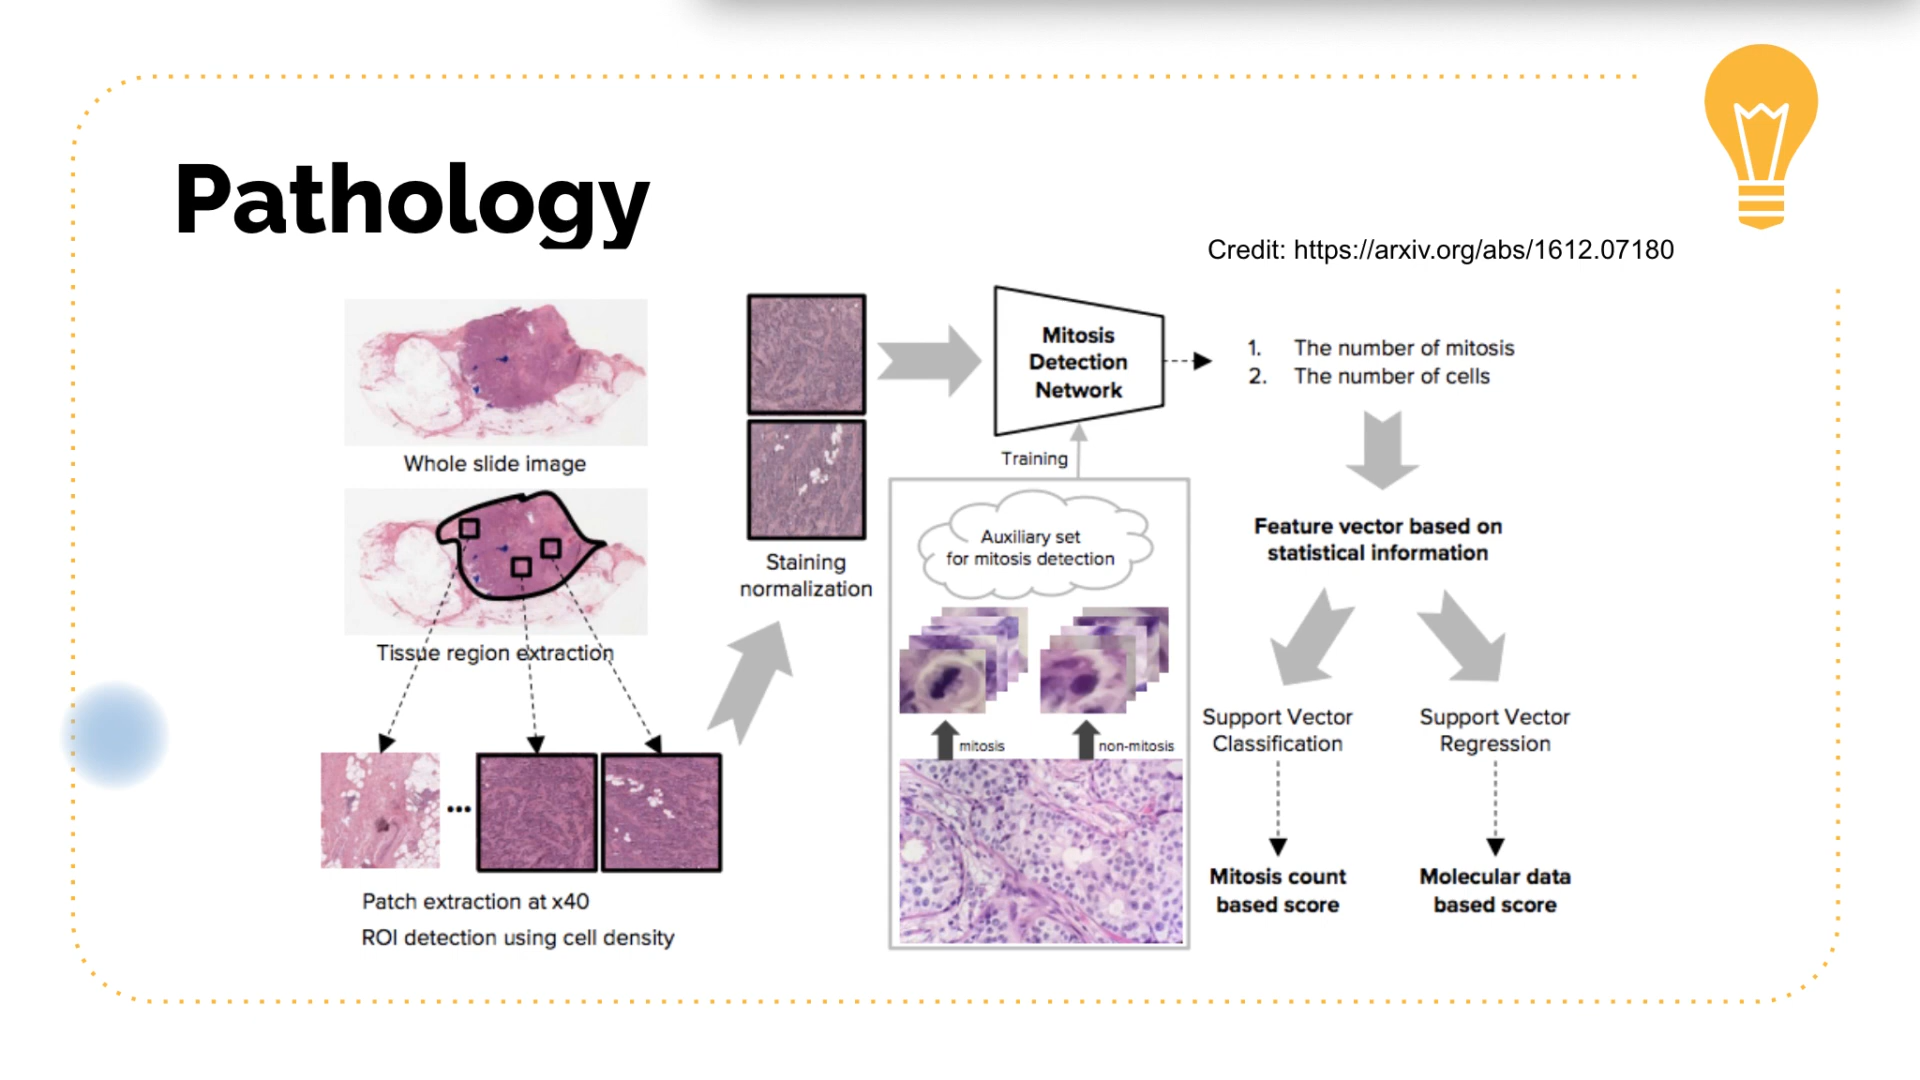 Pathology
Credit: https://arxiv.org/abs/1612.07180
Whole slide image
Tissue region extraction
...
Patch extraction at x40
ROI detection using cell density
Staining
normalization
Mitosis
Detection
Network
Training
Auxiliary set
for mitosis detection
mitosis
non-mitosis
1. The number of mitosis
2. The number of cells
Feature vector based on
statistical information
Support Vector
Classification
Support Vector
Regression
Mitosis count
based score
Molecular data
based score